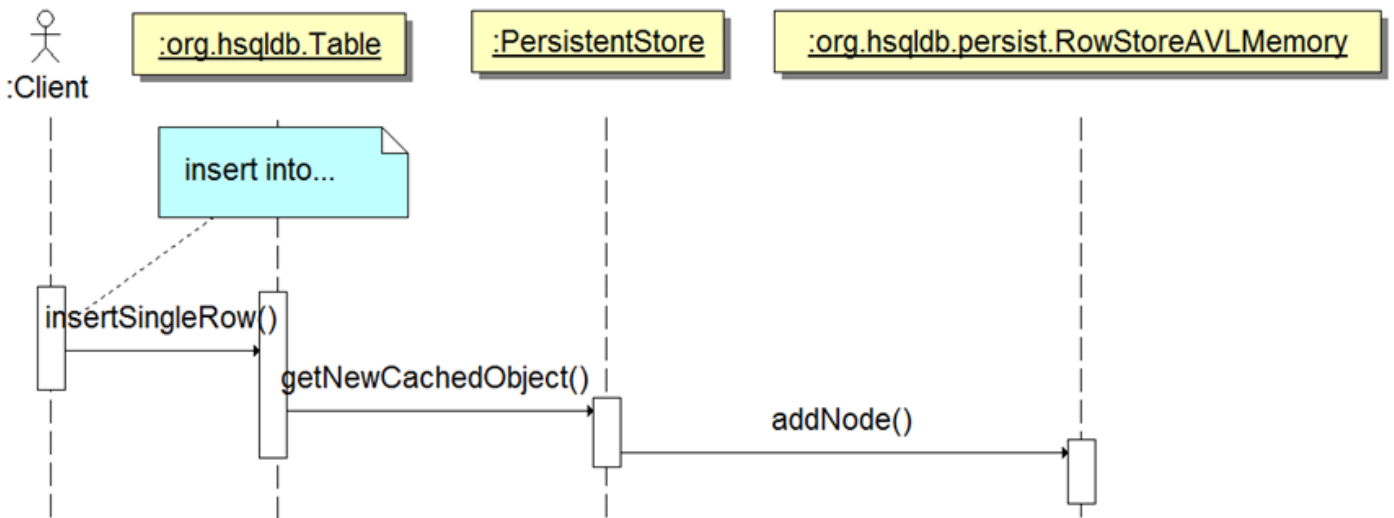 :Client
:org.hsqldb.Table
:PersistentStore
:org.hsqldb.persist.RowStoreAVLMemory
insert into...
insertSingleRow()
getNewCachedObject()
addNode()